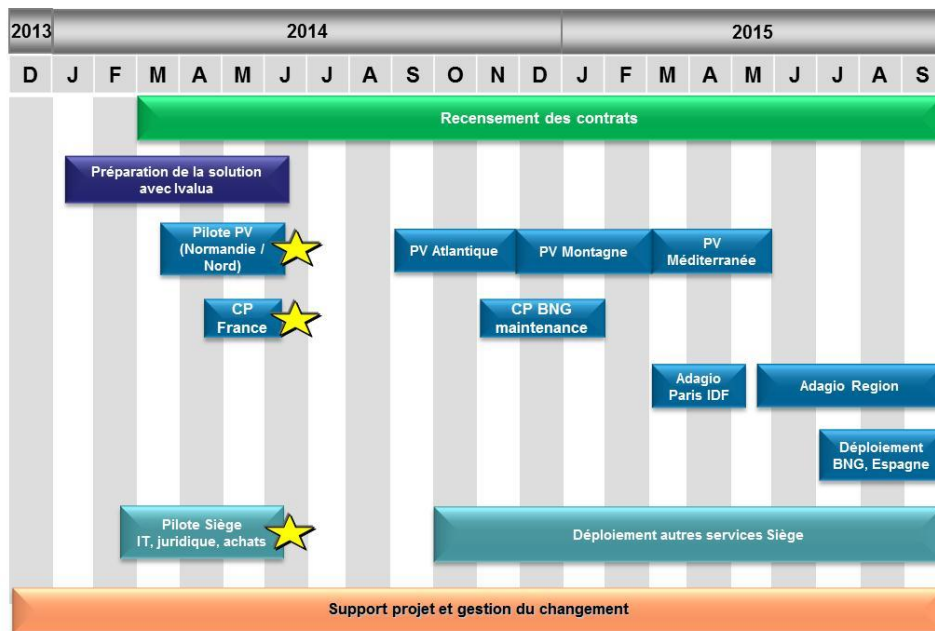 2013 2014 2015
D J F M A M J J A S O N D J F M A M J J A S
Recensement des contrats
Préparation de la solution
avec Ivalua
Pilote PV
(Normandie /
Nord)
PV Atlantique
PV Montagne
PV
Méditerranée
CP
France
CP BNG
maintenance
Adagio
Paris IDF
Adagio Region
Déploiement
BNG, Espagne
Pilote Siège
IT, juridique, achats
Déploiement autres services Siège
Support projet et gestion du changement